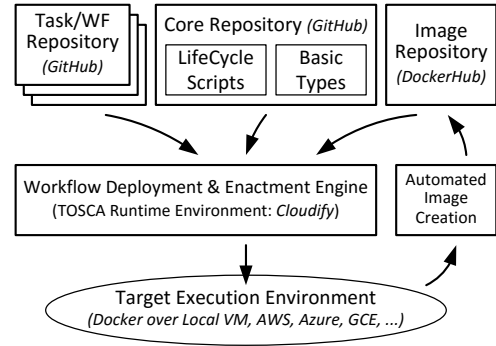 Task/WF
Repository
(GitHub)
Core Repository (GitHub)
LifeCycle
Scripts
Basic
Types
Image
Repository
(DockerHub)
Workflow Deployment & Enactment Engine
(TOSCA Runtime Environment: Cloudify)
Automated
Image
Creation
Target Execution Environment
(Docker over Local VM, AWS, Azure, GCE, ...)